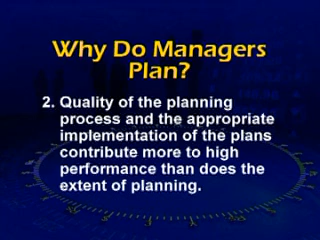 Why Do Managers
Plan?
2. Quality of the planning
process and the appropriate
implementation of the plans
contribute more to high
performance than does the
extent of planning.